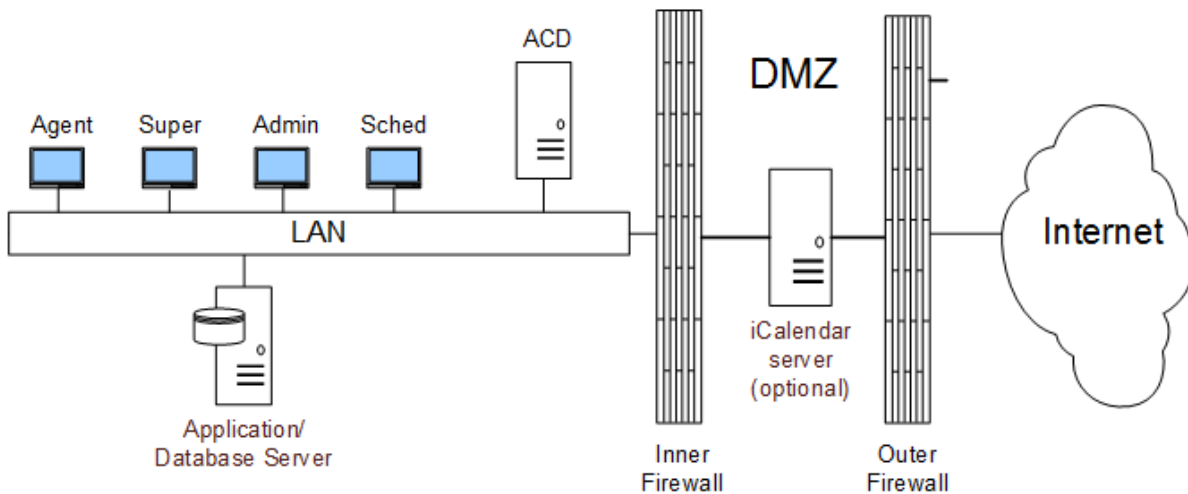 ACD
DMZ
Agent
Super
Admin
Sched
LAN
Internet
iCalendar
server
(optional)
Application/
Database Server
Inner
Firewall
Outer
Firewall